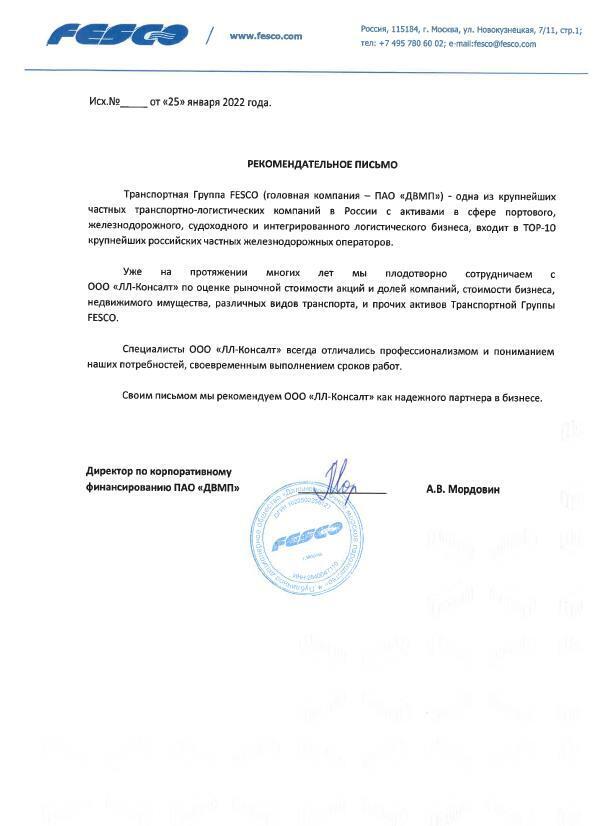 FESCO / www.fesco.com
Россия, 115184, г. Москва, ул. Новокузнецкая, 7/11, стр.1;
тел: +7 495 780 60 02; e-mail:fesco@fesco.com
Исх.№_____ от «25» января 2022 года.
РЕКОМЕНДАТЕЛЬНОЕ ПИСЬМО
Транспортная Группа FESCO (головная компания – ПАО «ДВМП») - одна из крупнейших
частных транспортно-логистических компаний в России с активами в сфере портового,
железнодорожного, судоходного и интегрированного логистического бизнеса, входит в TOP-10
крупнейших российских частных железнодорожных операторов.
Уже на протяжении многих лет мы плодотворно сотрудничаем с
ООО «ЛЛ-Консалт» по оценке рыночной стоимости акций и долей компаний, стоимости бизнеса,
недвижимого имущества, различных видов транспорта, и прочих активов Транспортной Группы
FESCO.
Специалисты ООО «ЛЛ-Консалт» всегда отличались профессионализмом и пониманием
наших потребностей, своевременным выполнением сроков работ.
Своим письмом мы рекомендуем ООО «ЛЛ-Консалт» как надежного партнера в бизнесе.
Директор по корпоративному
финансированию ПАО «ДВМП»
А.В. Мордовин
FESCO
г. Москва